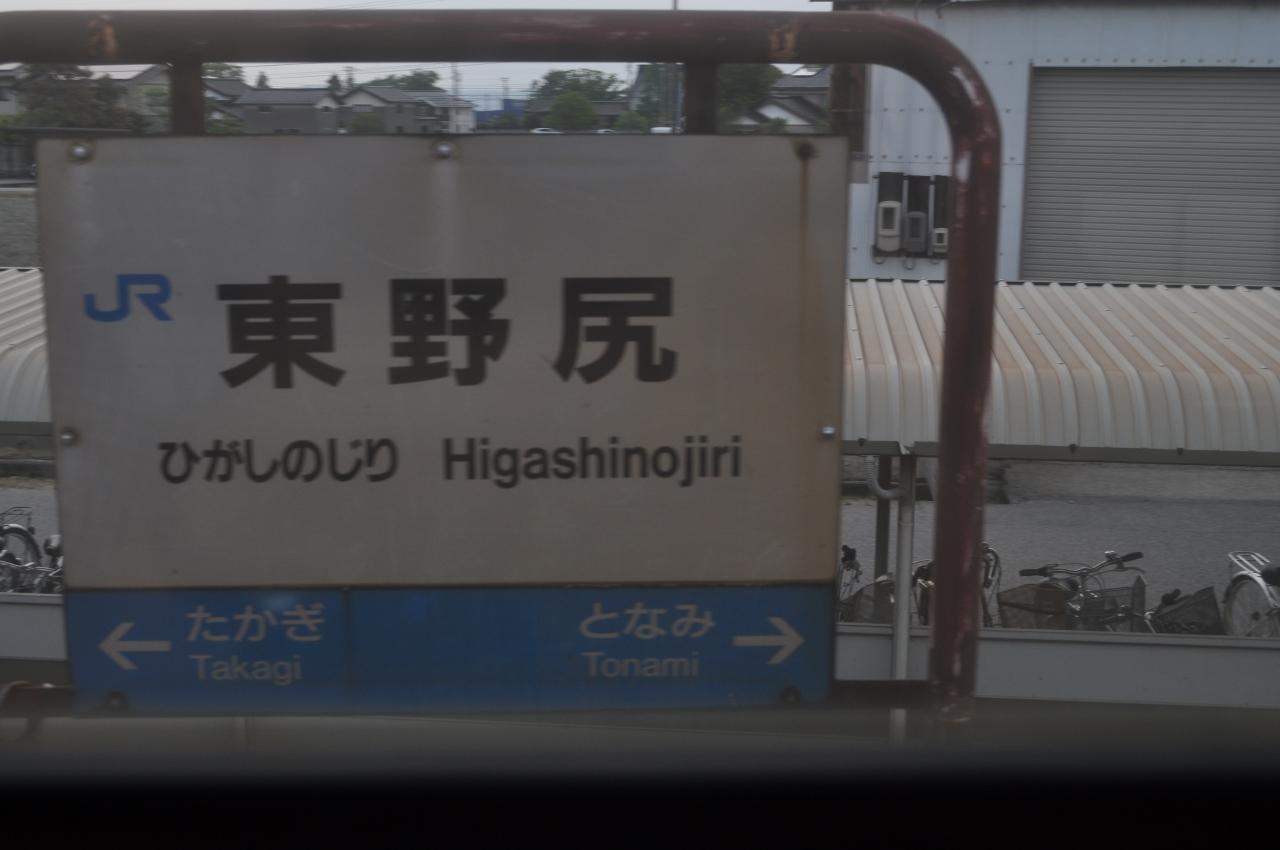 JR 東野尻
ひがしのじり Higashinojiri
← たかぎ となみ →
Takagi Tonami